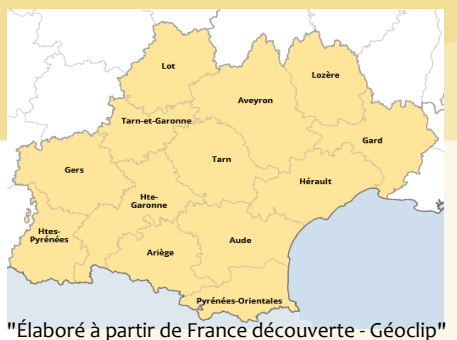 Lot
Lozère
Aveyron
Tarn-et-Garonne
Gard
Tarn
Gers
Hérault
Hte-
Garonne
Htes-
Pyrénées
Aude
Ariège
Pyrénées-Orientales
"Élaboré à partir de France découverte - Géoclip"